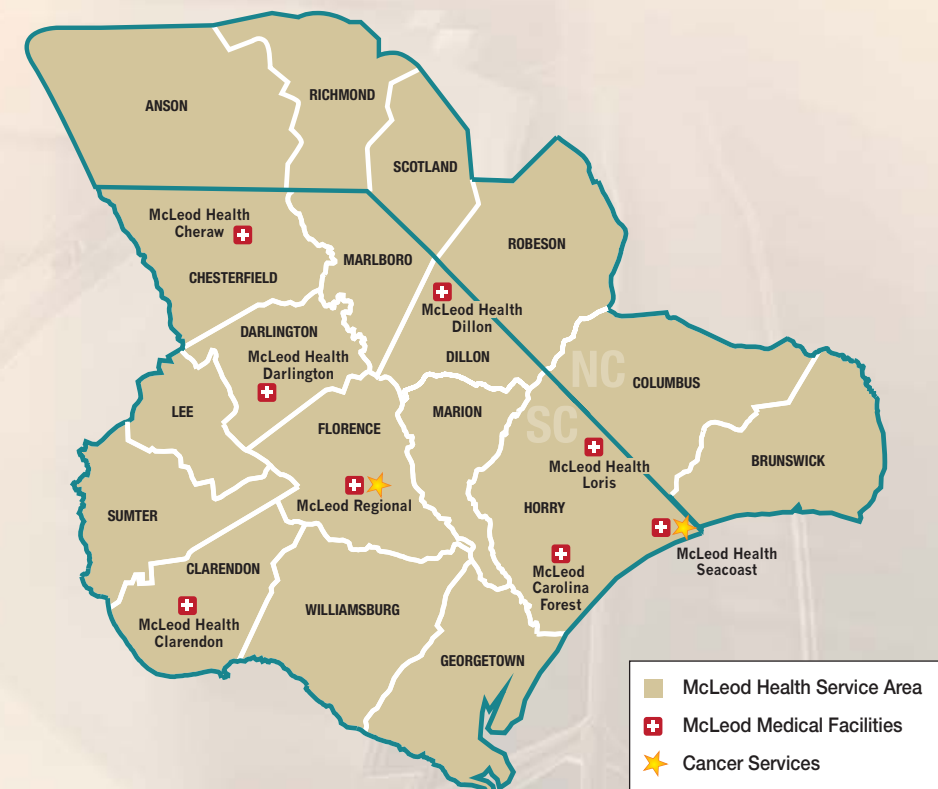 ANSON
RICHMOND
SCOTLAND
McLeod Health
Cheraw
CHESTERFIELD
MARLBORO
ROBESON
McLeod Health
Dillon
DILLON
DARLINGTON
McLeod Health
Darlington
LEE
FLORENCE
MARION
NC
SC
COLUMBUS
BRUNSWICK
McLeod Health
Loris
HORRY
McLeod Regional
SUMTER
McLeod Health
Seacoast
McLeod
Carolina
Forest
CLARENDON
McLeod Health
Clarendon
WILLIAMSBURG
GEORGETOWN
McLeod Health Service Area
McLeod Medical Facilities
Cancer Services